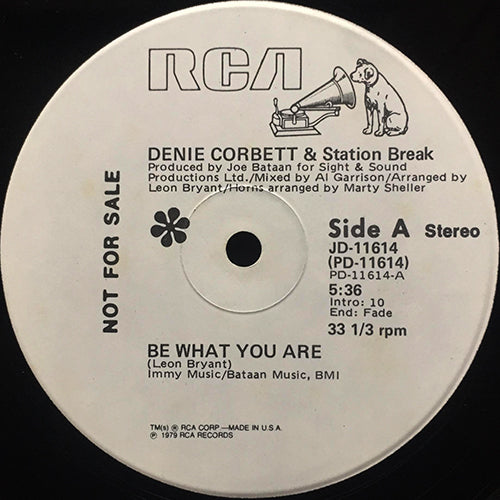 RCA
DENIE CORBETT & Station Break
Produced by Joe Bataan for Sight & Sound
Productions Ltd./Mixed by Al Garrison/Arranged by
Leon Bryant/Horns arranged by Marty Sheller
NOT FOR SALE
Side A Stereo
JD-11614
(PD-11614)
PD-11614-A
5:36
Intro: 10
End: Fade
33 1/3 rpm
BE WHAT YOU ARE
(Leon Bryant)
Immy Music/Bataan Music, BMI
TM(s) ® RCA CORP—MADE IN U.S.A.
℗ 1979 RCA RECORDS